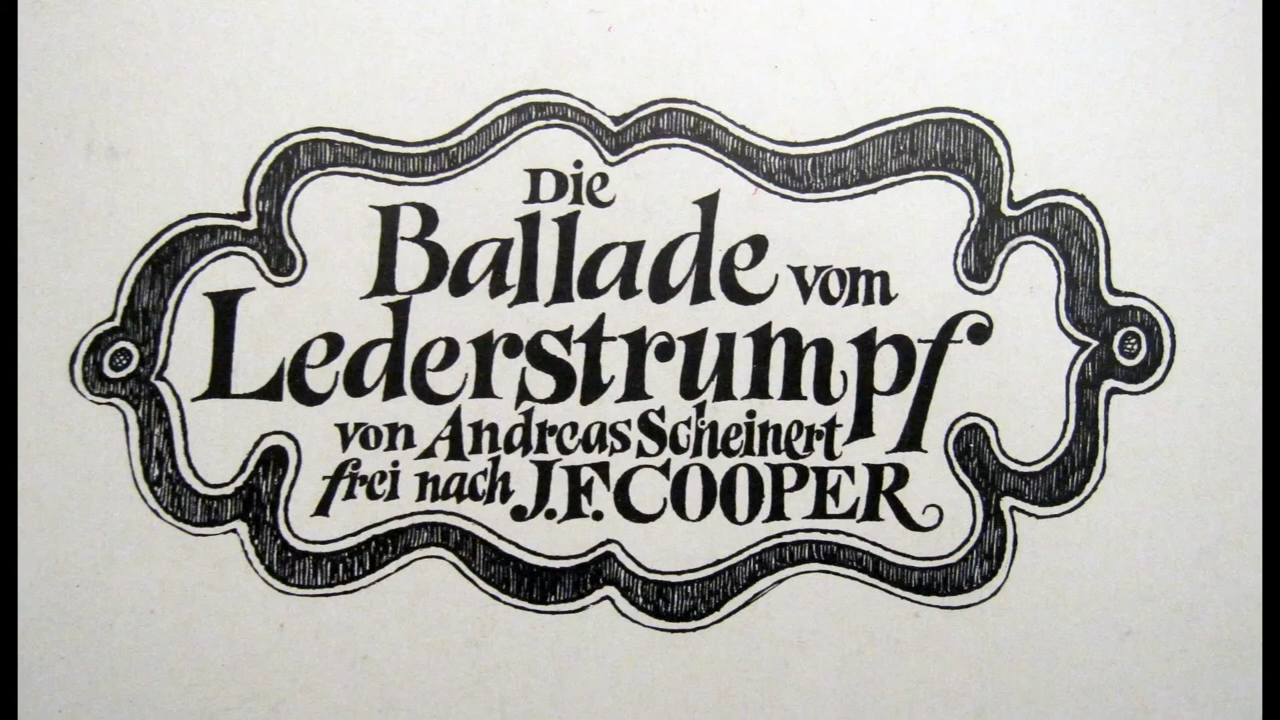 Die
Ballade vom
Lederstrumpf
von Andreas Scheinert
frei nach J.F. COOPER